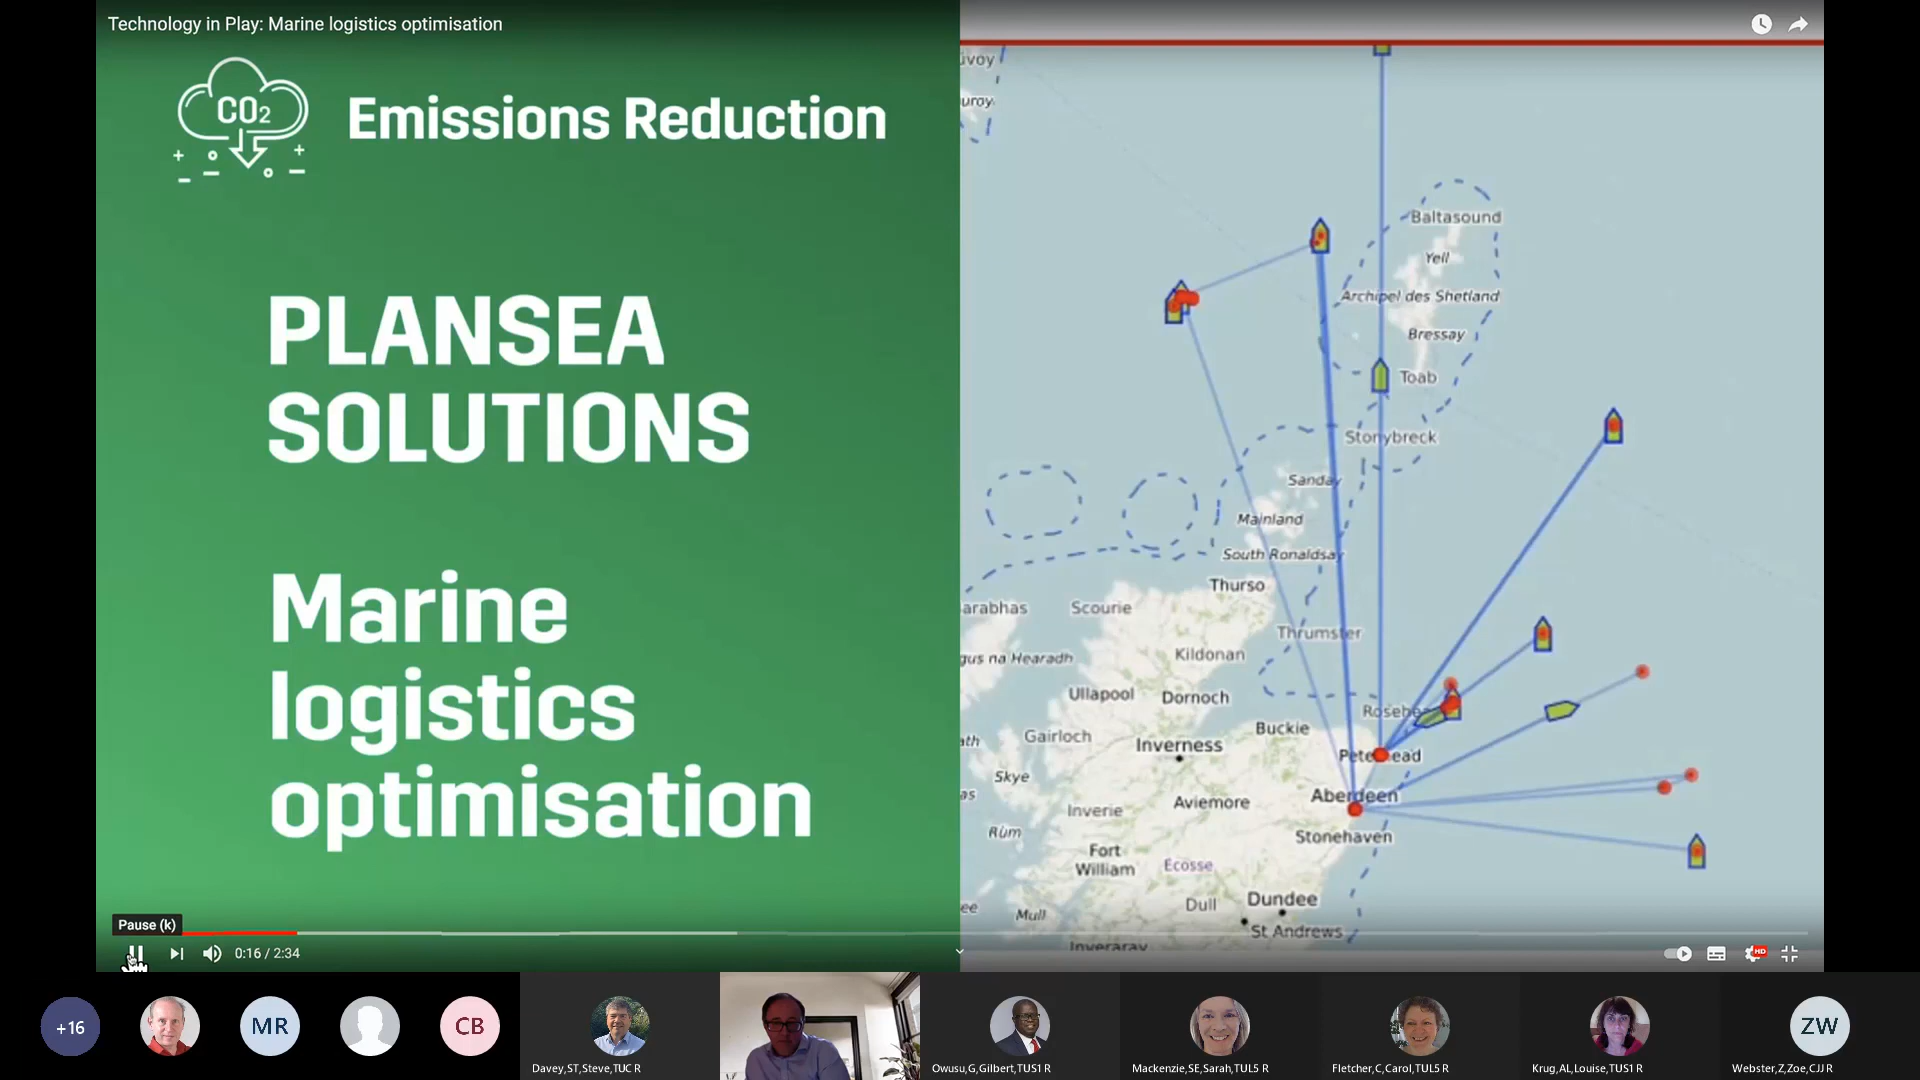 Technology in Play: Marine logistics optimisation
CO2
Emissions Reduction
PLANSEA
SOLUTIONS
Marine
logistics
optimisation
Baltasound
Yell
Archipel des Shetland
Bressay
Toab
Stonybreck
Sanday
Mainland
South Ronaldsay
Thurso
Scourie
Thrumster
Kildonan
Ullapool
Dornoch
Buckie
Gairloch
Inverness
Peterhead
Skye
Aviemore
Aberdeen
Inverie
Rùm
Stonehaven
Fort
William
Écosse
Dull
Dundee
Mull
St Andrews
Inveraray
Pause (k)
0:16 / 2:34
HD
+16
MR
CB
Davey,ST,Steve,TUC R
Owusu,G,Gilbert,TUS1 R
Mackenzie,SE,Sarah,TUL5 R
Fletcher,C,Carol,TUL5 R
Krug,AL,Louise,TUS1 R
ZW
Webster,Z,Zoe,CJJ R